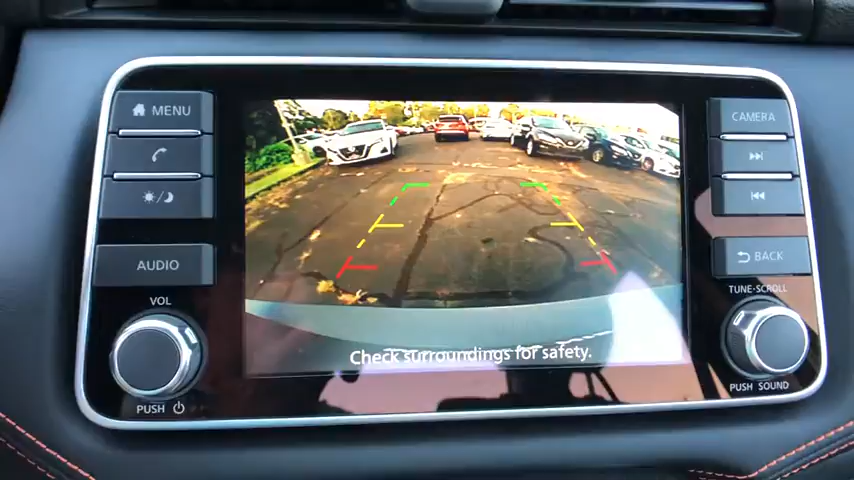 MENU
CAMERA
AUDIO
BACK
VOL
TUNE·SCROLL
Check surroundings for safety.
PUSH
PUSH SOUND